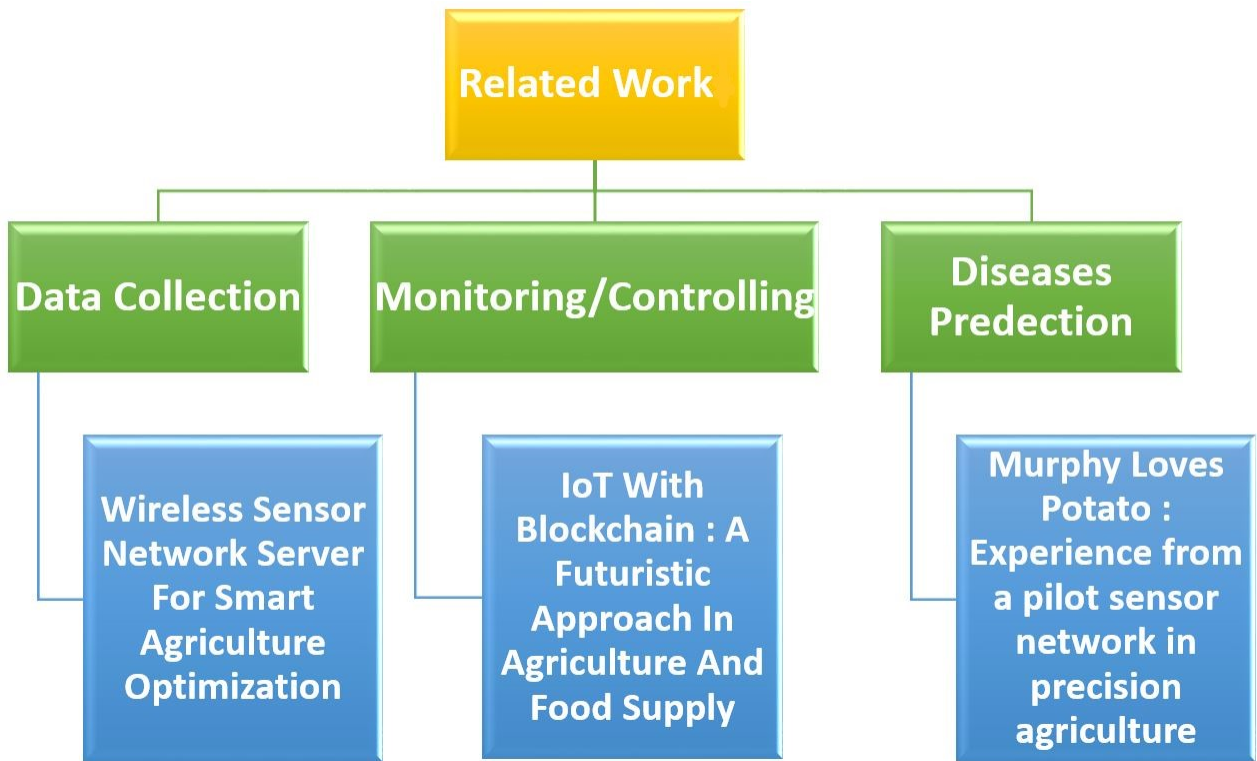 Related Work
Data Collection
Monitoring/Controlling
Diseases
Predection
Wireless Sensor
Network Server
For Smart
Agriculture
Optimization
IoT With
Blockchain : A
Futuristic
Approach In
Agriculture And
Food Supply
Murphy Loves
Potato :
Experience from
a pilot sensor
network in
precision
agriculture